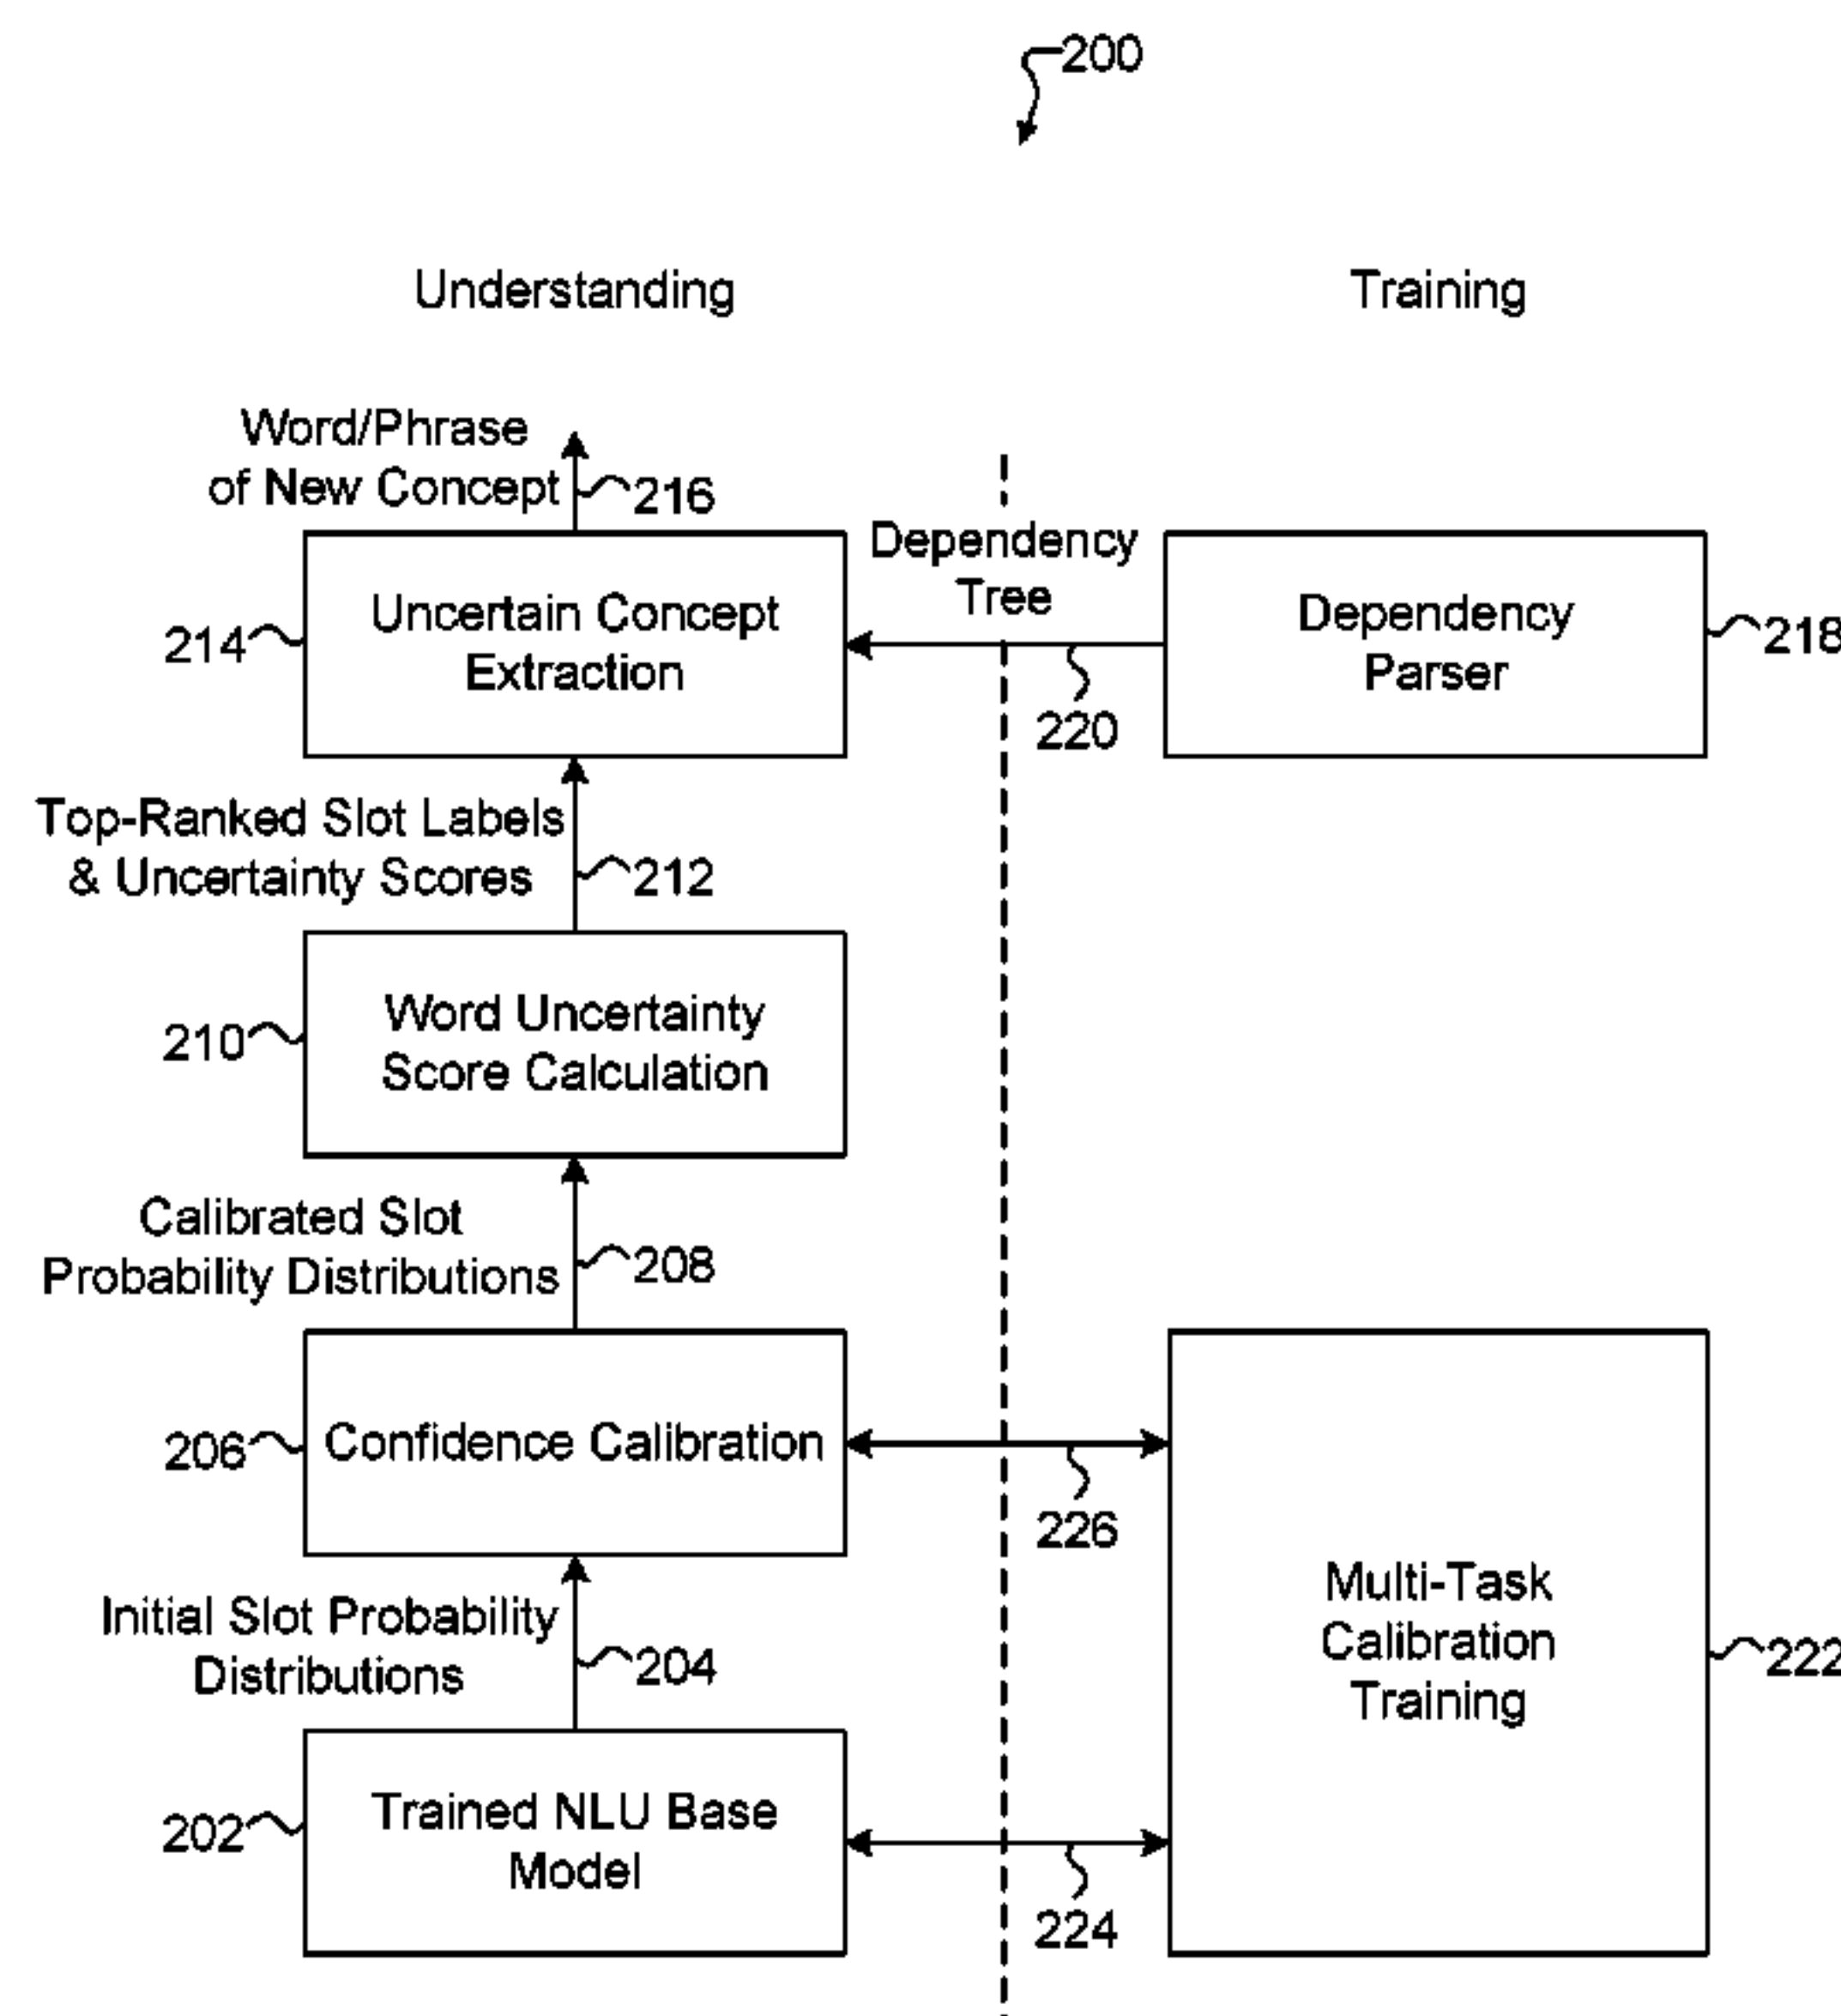 200
Understanding
Training
Word/Phrase
of New Concept
216
Dependency
Tree
Uncertain Concept
Extraction
Dependency
Parser
214
218
220
Top-Ranked Slot Labels
& Uncertainty Scores
212
Word Uncertainty
Score Calculation
210
Calibrated Slot
Probability Distributions
208
Confidence Calibration
206
226
Multi-Task
Calibration
Training
222
Initial Slot Probability
Distributions
204
Trained NLU Base
Model
202
224